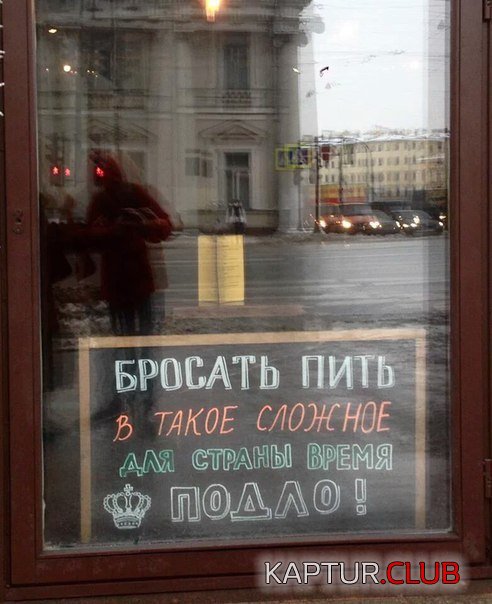 БРОСАТЬ ПИТЬ
В ТАКОЕ СЛОЖНОЕ
ДЛЯ СТРАНЫ ВРЕМЯ
ПОДЛО!
KAPTUR.CLUB